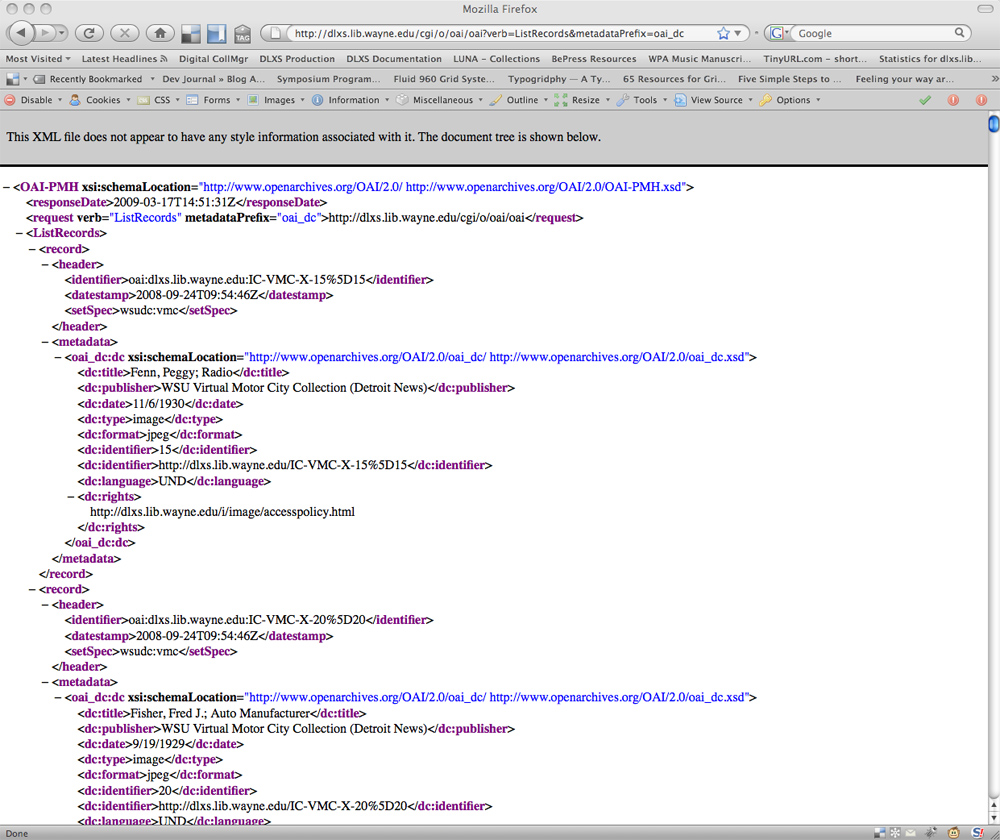 Mozilla Firefox
TAG
http://dlxs.lib.wayne.edu/cgi/o/oai/oai?verb=ListRecords&metadataPrefix=oai_dc
G
Google
Most Visited Latest Headlines Digital CollMgr DLXS Production DLXS Documentation LUNA – Collections BePress Resources WPA Music Manuscri... TinyURL.com – short... Statistics for dlxs.lib...
Recently Bookmarked Dev Journal » Blog A... Symposium Program... Fluid 960 Grid Syste... Typogridphy — A Ty... 65 Resources for Gri... Five Simple Steps to ... Feeling your way ar... »
Disable Cookies CSS Forms Images Information Miscellaneous Outline Resize Tools View Source Options
This XML file does not appear to have any style information associated with it. The document tree is shown below.
– <OAI-PMH xsi:schemaLocation="http://www.openarchives.org/OAI/2.0/ http://www.openarchives.org/OAI/2.0/OAI-PMH.xsd">
<responseDate>2009-03-17T14:51:31Z</responseDate>
<request verb="ListRecords" metadataPrefix="oai_dc">http://dlxs.lib.wayne.edu/cgi/o/oai/oai</request>
– <ListRecords>
– <record>
– <header>
<identifier>oai:dlxs.lib.wayne.edu:IC-VMC-X-15%5D15</identifier>
<datestamp>2008-09-24T09:54:46Z</datestamp>
<setSpec>wsudc:vmc</setSpec>
</header>
– <metadata>
– <oai_dc:dc xsi:schemaLocation="http://www.openarchives.org/OAI/2.0/oai_dc/ http://www.openarchives.org/OAI/2.0/oai_dc.xsd">
<dc:title>Fenn, Peggy; Radio</dc:title>
<dc:publisher>WSU Virtual Motor City Collection (Detroit News)</dc:publisher>
<dc:date>11/6/1930</dc:date>
<dc:type>image</dc:type>
<dc:format>jpeg</dc:format>
<dc:identifier>15</dc:identifier>
<dc:identifier>http://dlxs.lib.wayne.edu/IC-VMC-X-15%5D15</dc:identifier>
<dc:language>UND</dc:language>
– <dc:rights>
http://dlxs.lib.wayne.edu/i/image/accesspolicy.html
</dc:rights>
</oai_dc:dc>
</metadata>
</record>
– <record>
– <header>
<identifier>oai:dlxs.lib.wayne.edu:IC-VMC-X-20%5D20</identifier>
<datestamp>2008-09-24T09:54:46Z</datestamp>
<setSpec>wsudc:vmc</setSpec>
</header>
– <metadata>
– <oai_dc:dc xsi:schemaLocation="http://www.openarchives.org/OAI/2.0/oai_dc/ http://www.openarchives.org/OAI/2.0/oai_dc.xsd">
<dc:title>Fisher, Fred J.; Auto Manufacturer</dc:title>
<dc:publisher>WSU Virtual Motor City Collection (Detroit News)</dc:publisher>
<dc:date>9/19/1929</dc:date>
<dc:type>image</dc:type>
<dc:format>jpeg</dc:format>
<dc:identifier>20</dc:identifier>
<dc:identifier>http://dlxs.lib.wayne.edu/IC-VMC-X-20%5D20</dc:identifier>
<dc:language>UND</dc:language>
Done